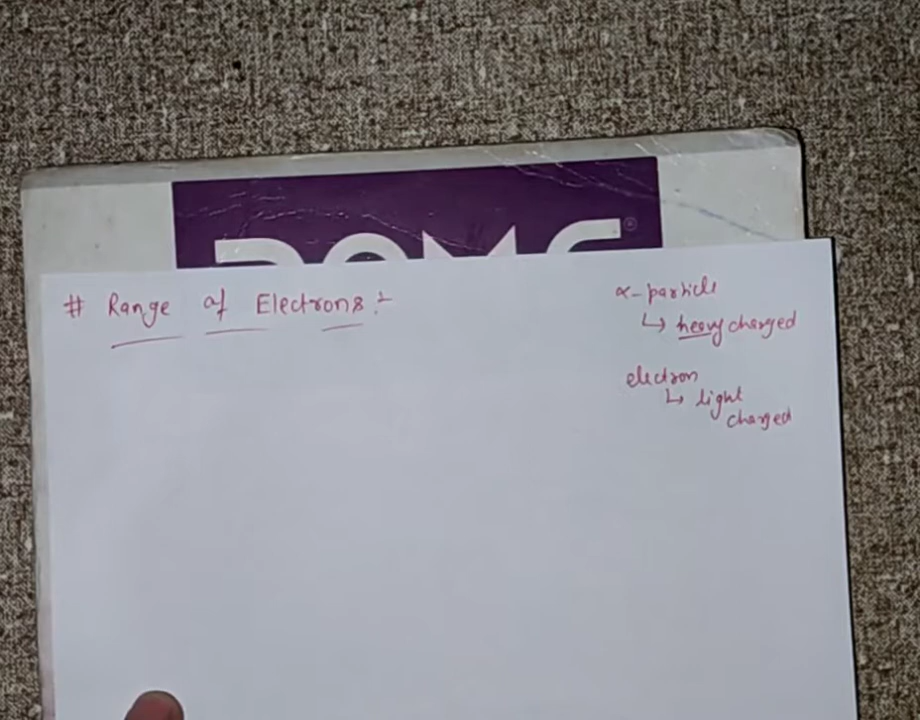 # Range of Electrons :-
α-particle
↳ heavy charged
electron
↳ light
charged